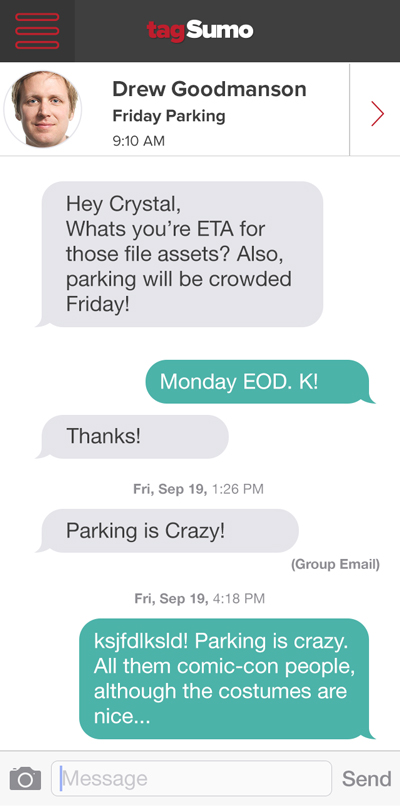 tagSumo
Drew Goodmanson
Friday Parking
9:10 AM
Hey Crystal,
Whats you’re ETA for
those file assets? Also,
parking will be crowded
Friday!
Monday EOD. K!
Thanks!
Fri, Sep 19, 1:26 PM
Parking is Crazy!
(Group Email)
Fri, Sep 19, 4:18 PM
ksjfdlksld! Parking is crazy.
All them comic-con people,
although the costumes are
nice...
Message
Send